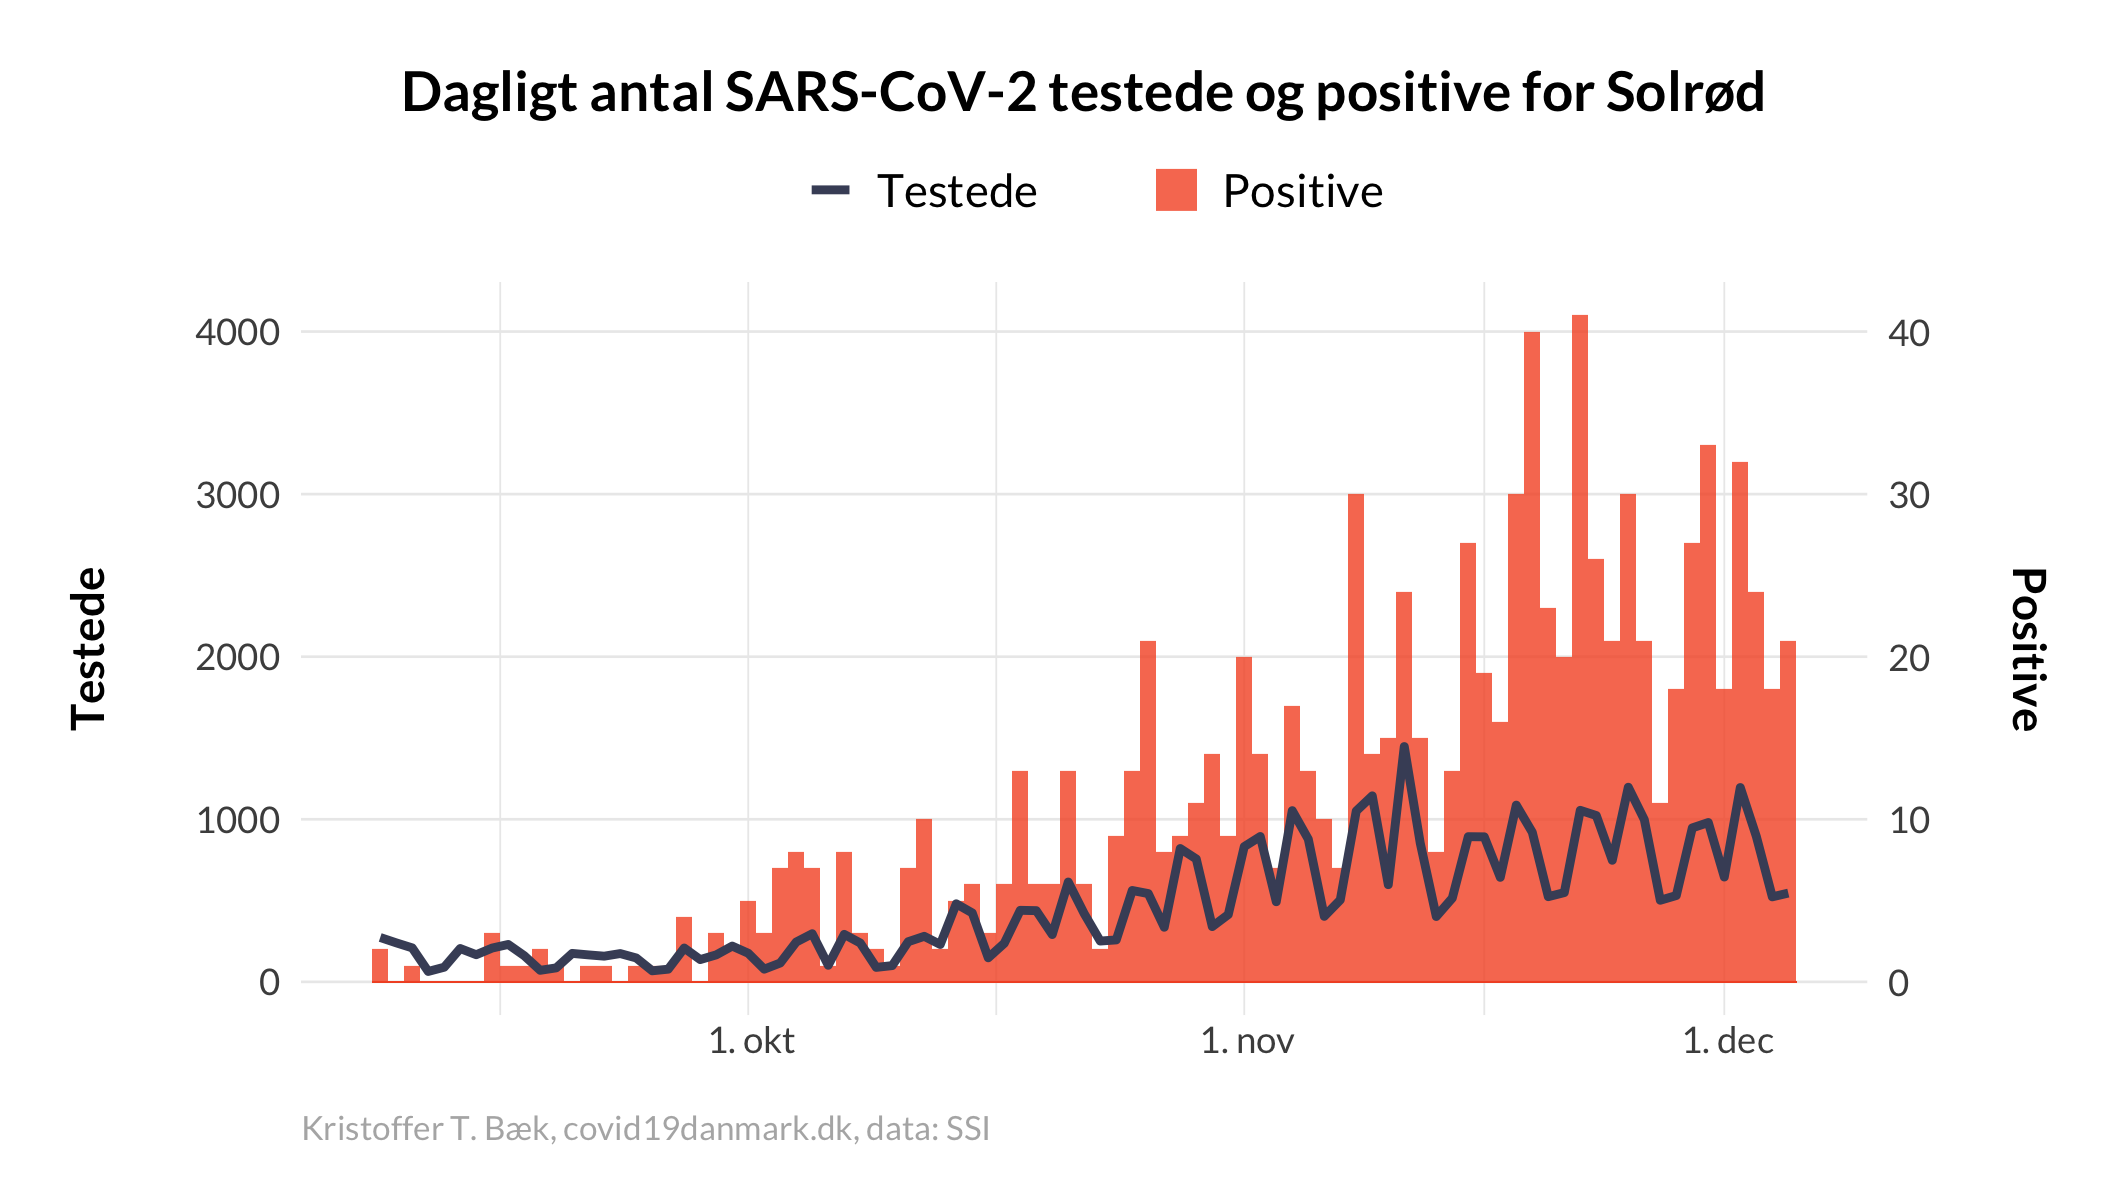 Dagligt antal SARS-CoV-2 testede og positive for Solrød
Testede Positive
4000 40
3000 30
2000 20
1000 10
0 0
Testede
Positive
1. okt 1. nov 1. dec
Kristoffer T. Bæk, covid19danmark.dk, data: SSI